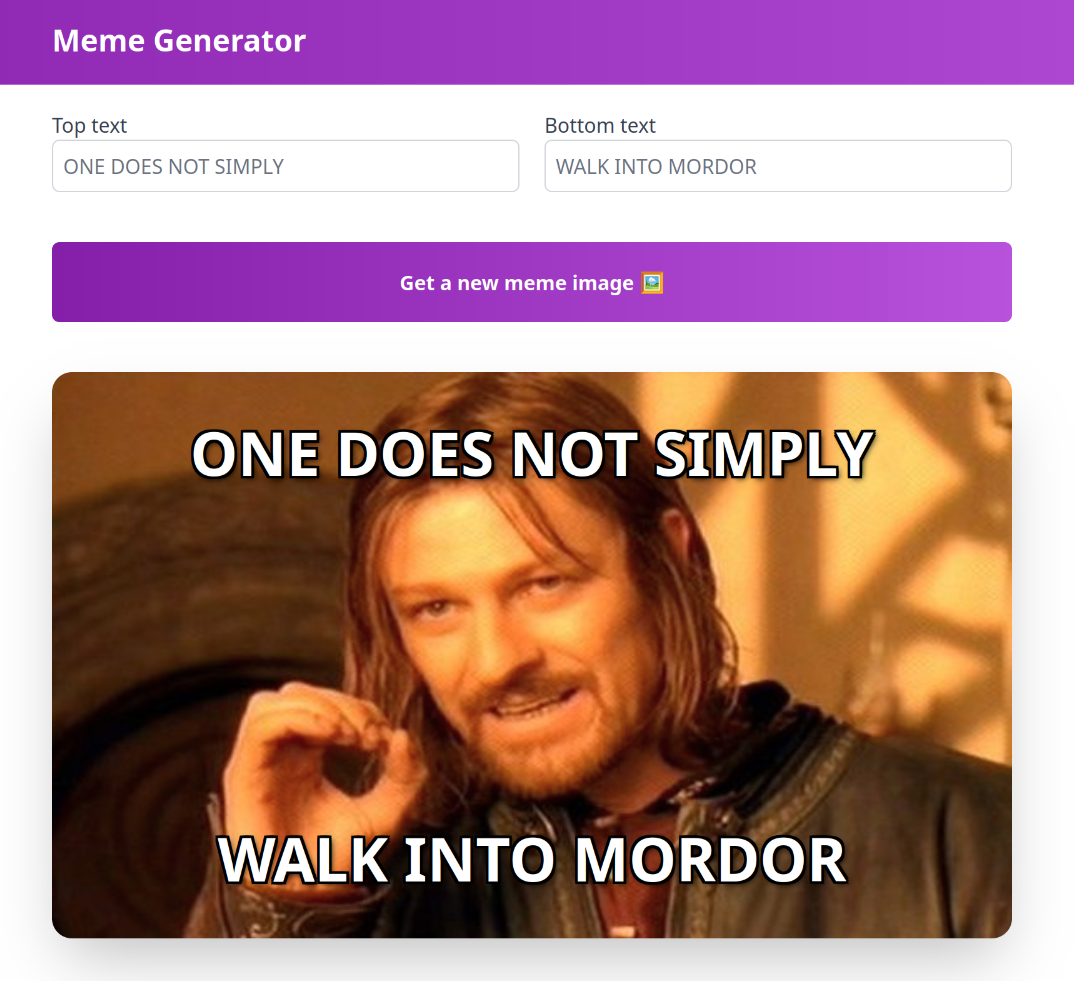 Meme Generator
Top text
Bottom text
ONE DOES NOT SIMPLY
WALK INTO MORDOR
Get a new meme image 🖼️
ONE DOES NOT SIMPLY
WALK INTO MORDOR